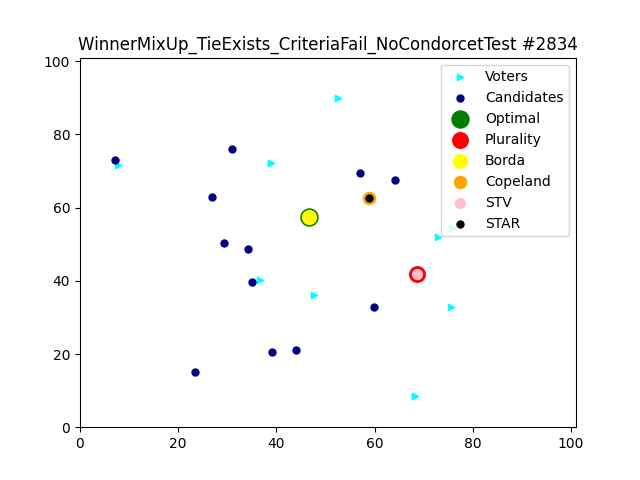 WinnerMixUp_TieExists_CriteriaFail_NoCondorcetTest #2834
100
80
60
40
20
0
0 20 40 60 80 100
Voters
Candidates
Optimal
Plurality
Borda
Copeland
STV
STAR